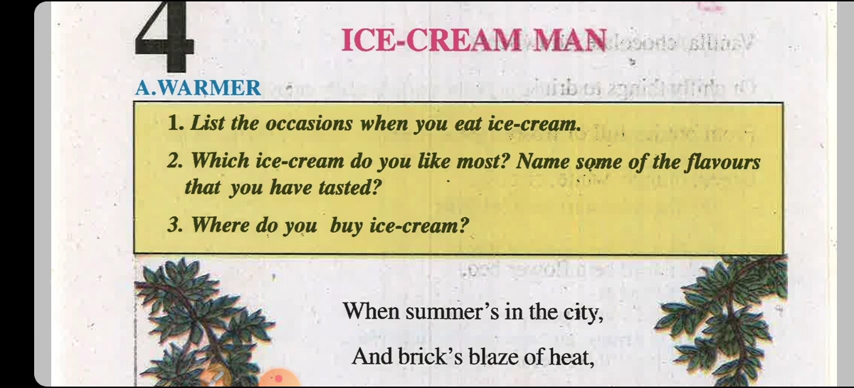 4
ICE-CREAM MAN
A.WARMER
1. List the occasions when you eat ice-cream.
2. Which ice-cream do you like most? Name some of the flavours
that you have tasted?
3. Where do you buy ice-cream?
When summer's in the city,
And brick's blaze of heat,